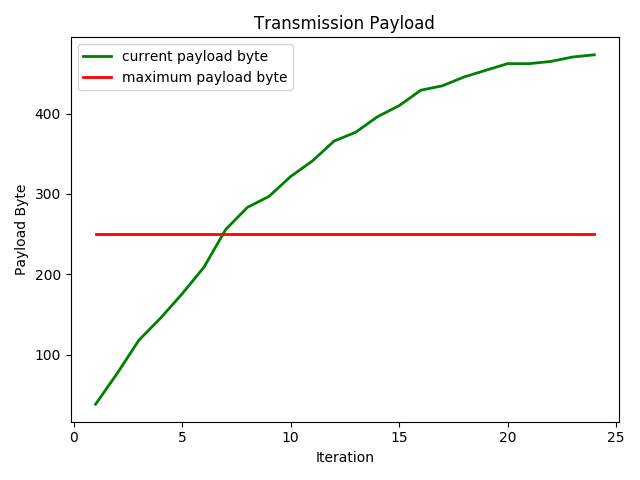 Transmission Payload
current payload byte
maximum payload byte
Payload Byte
400
300
200
100
0 5 10 15 20 25
Iteration